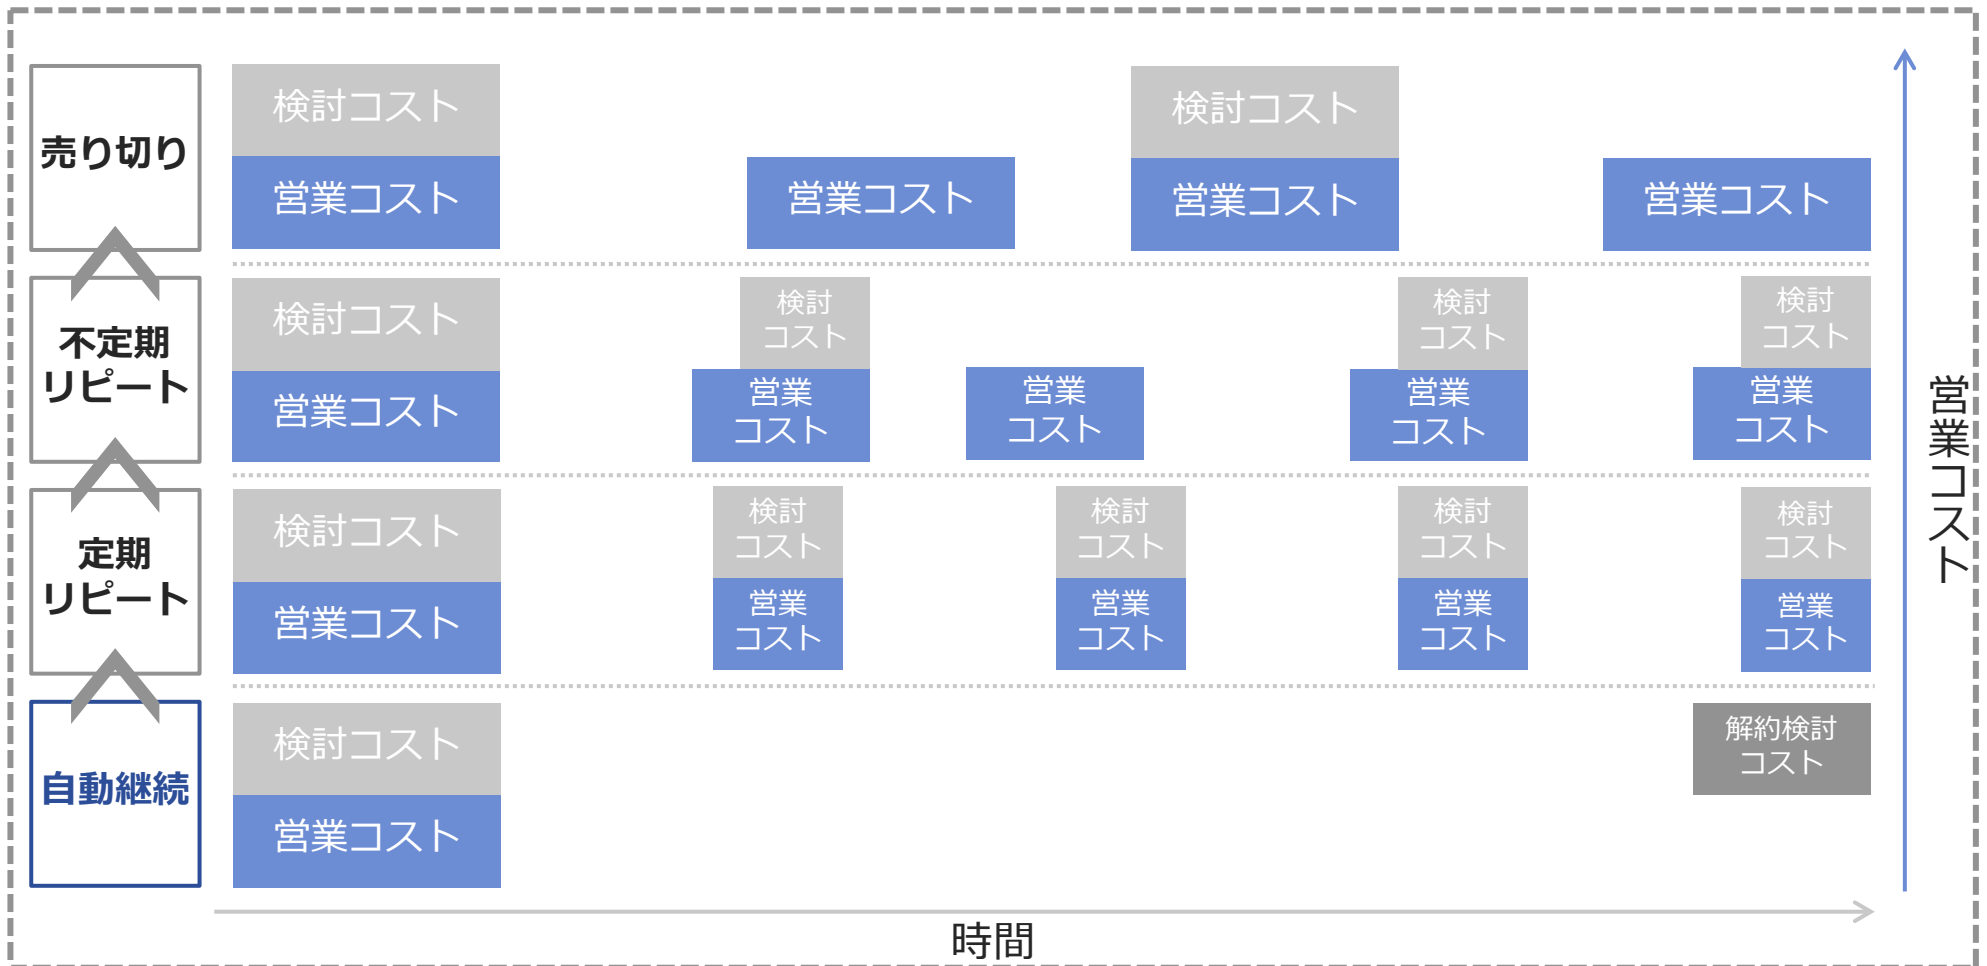 売り切り
検討コスト
営業コスト
営業コスト
検討コスト
営業コスト
営業コスト
不定期
リピート
検討コスト
営業コスト
検討
コスト
営業
コスト
営業
コスト
検討
コスト
営業
コスト
検討
コスト
営業
コスト
定期
リピート
検討コスト
営業コスト
検討
コスト
営業
コスト
検討
コスト
営業
コスト
検討
コスト
営業
コスト
検討
コスト
営業
コスト
自動継続
検討コスト
営業コスト
解約検討
コスト
営業コスト
時間